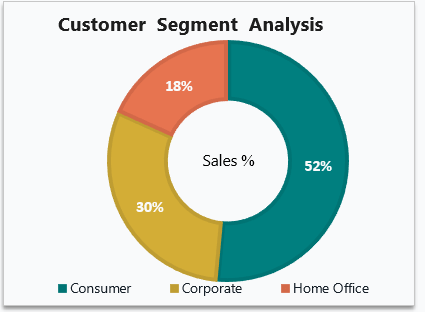 Customer Segment Analysis
18%
Sales %
52%
30%
Consumer Corporate Home Office